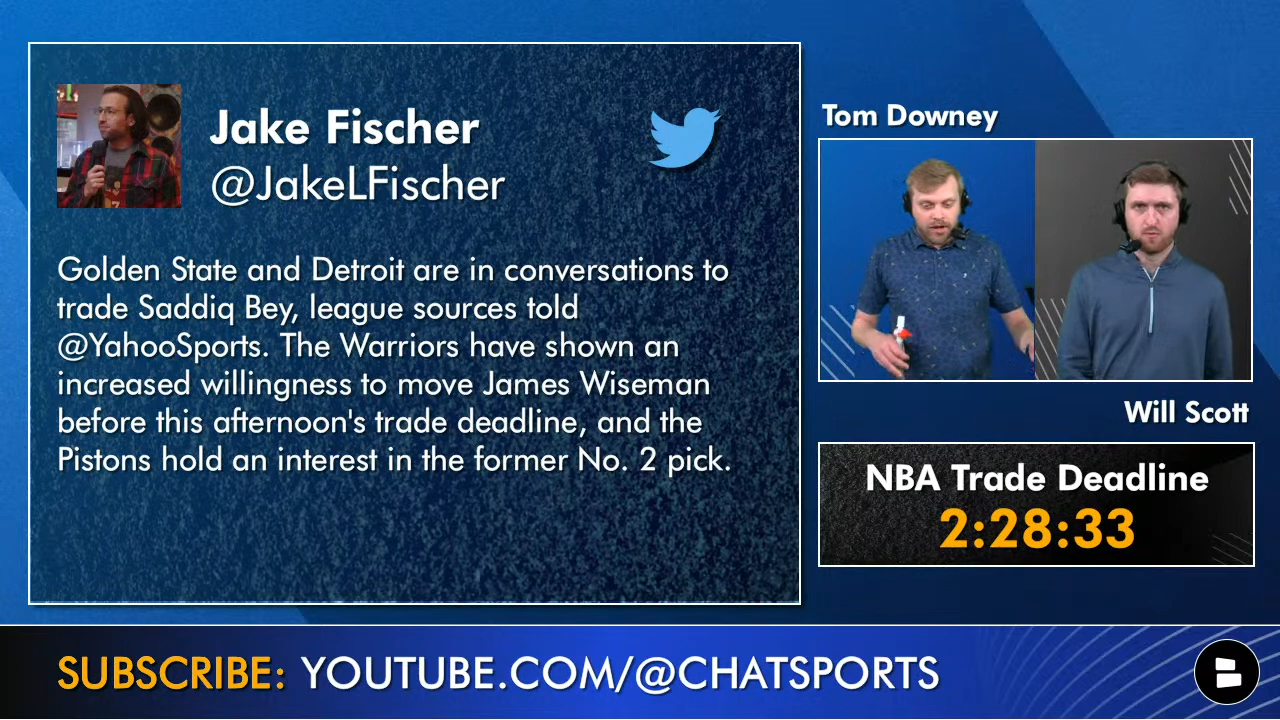 Jake Fischer
@JakeLFischer
Golden State and Detroit are in conversations to
trade Saddiq Bey, league sources told
@YahooSports. The Warriors have shown an
increased willingness to move James Wiseman
before this afternoon's trade deadline, and the
Pistons hold an interest in the former No. 2 pick.
Tom Downey
Will Scott
NBA Trade Deadline
2:28:33
SUBSCRIBE: YOUTUBE.COM/@CHATSPORTS